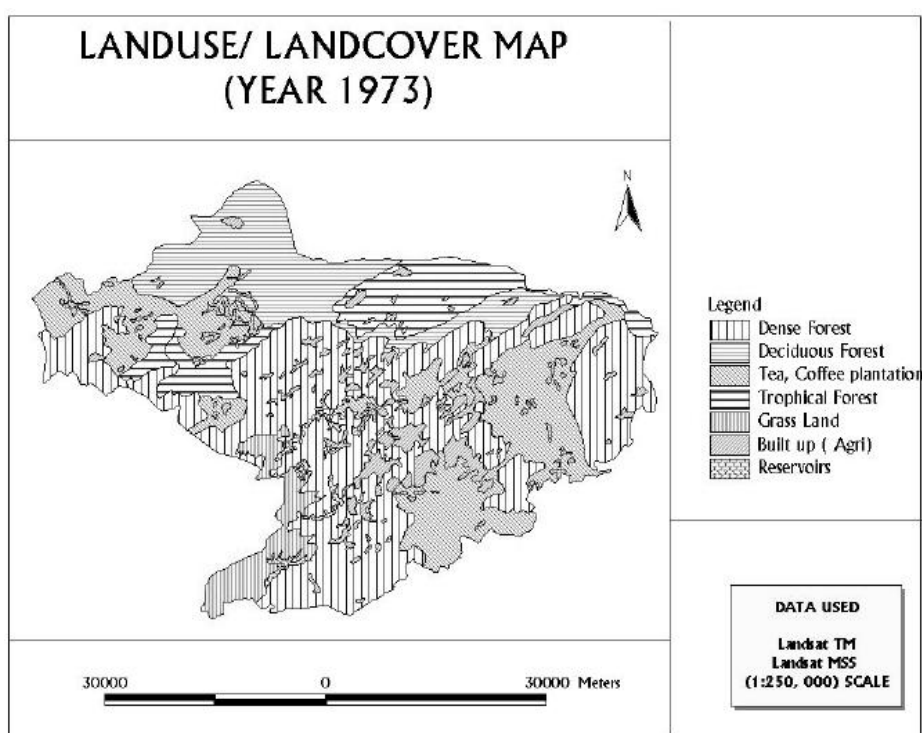 LANDUSE/ LANDCOVER MAP
(YEAR 1973)
N
Legend
Dense Forest
Deciduous Forest
Tea, Coffee plantation
Trophical Forest
Grass Land
Built up ( Agri)
Reservoirs
DATA USED
Landsat TM
Landsat MSS
(1:250, 000) SCALE
30000 0 30000 Meters